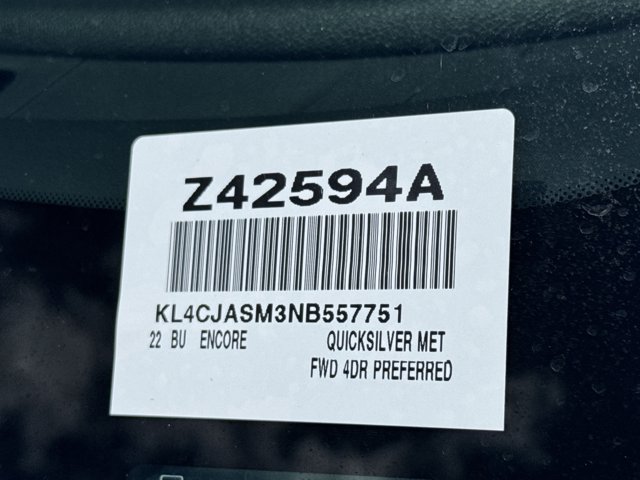 Z42594A
KL4CJASM3NB557751
22 BU ENCORE QUICKSILVER MET
FWD 4DR PREFERRED